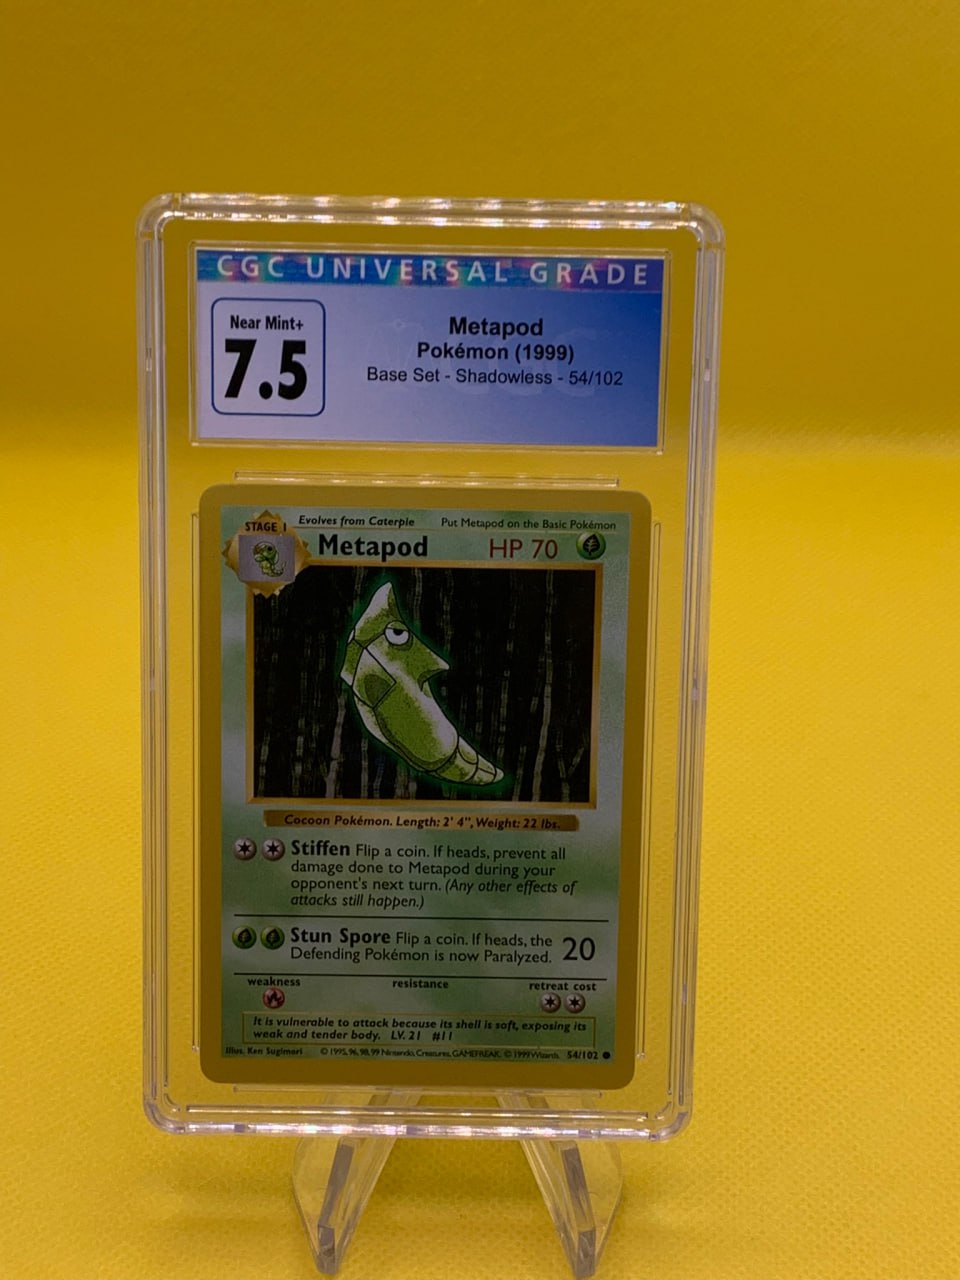 CGC UNIVERSAL GRADE
Near Mint+
7.5
Metapod
Pokémon (1999)
Base Set - Shadowless - 54/102
STAGE 1
Evolves from Caterpie
Put Metapod on the Basic Pokémon
Metapod
HP 70
Cocoon Pokémon. Length: 2' 4", Weight: 22 lbs.
Stiffen Flip a coin. If heads, prevent all
damage done to Metapod during your
opponent's next turn. (Any other effects of
attacks still happen.)
Stun Spore Flip a coin. If heads, the
Defending Pokémon is now Paralyzed.
20
weakness
resistance
retreat cost
It is vulnerable to attack because its shell is soft, exposing its
weak and tender body. LV. 21 #11
Illus. Ken Sugimori
© 1995, 96, 98, 99 Nintendo, Creatures, GAMEFREAK. © 1999 Wizards.
54/102